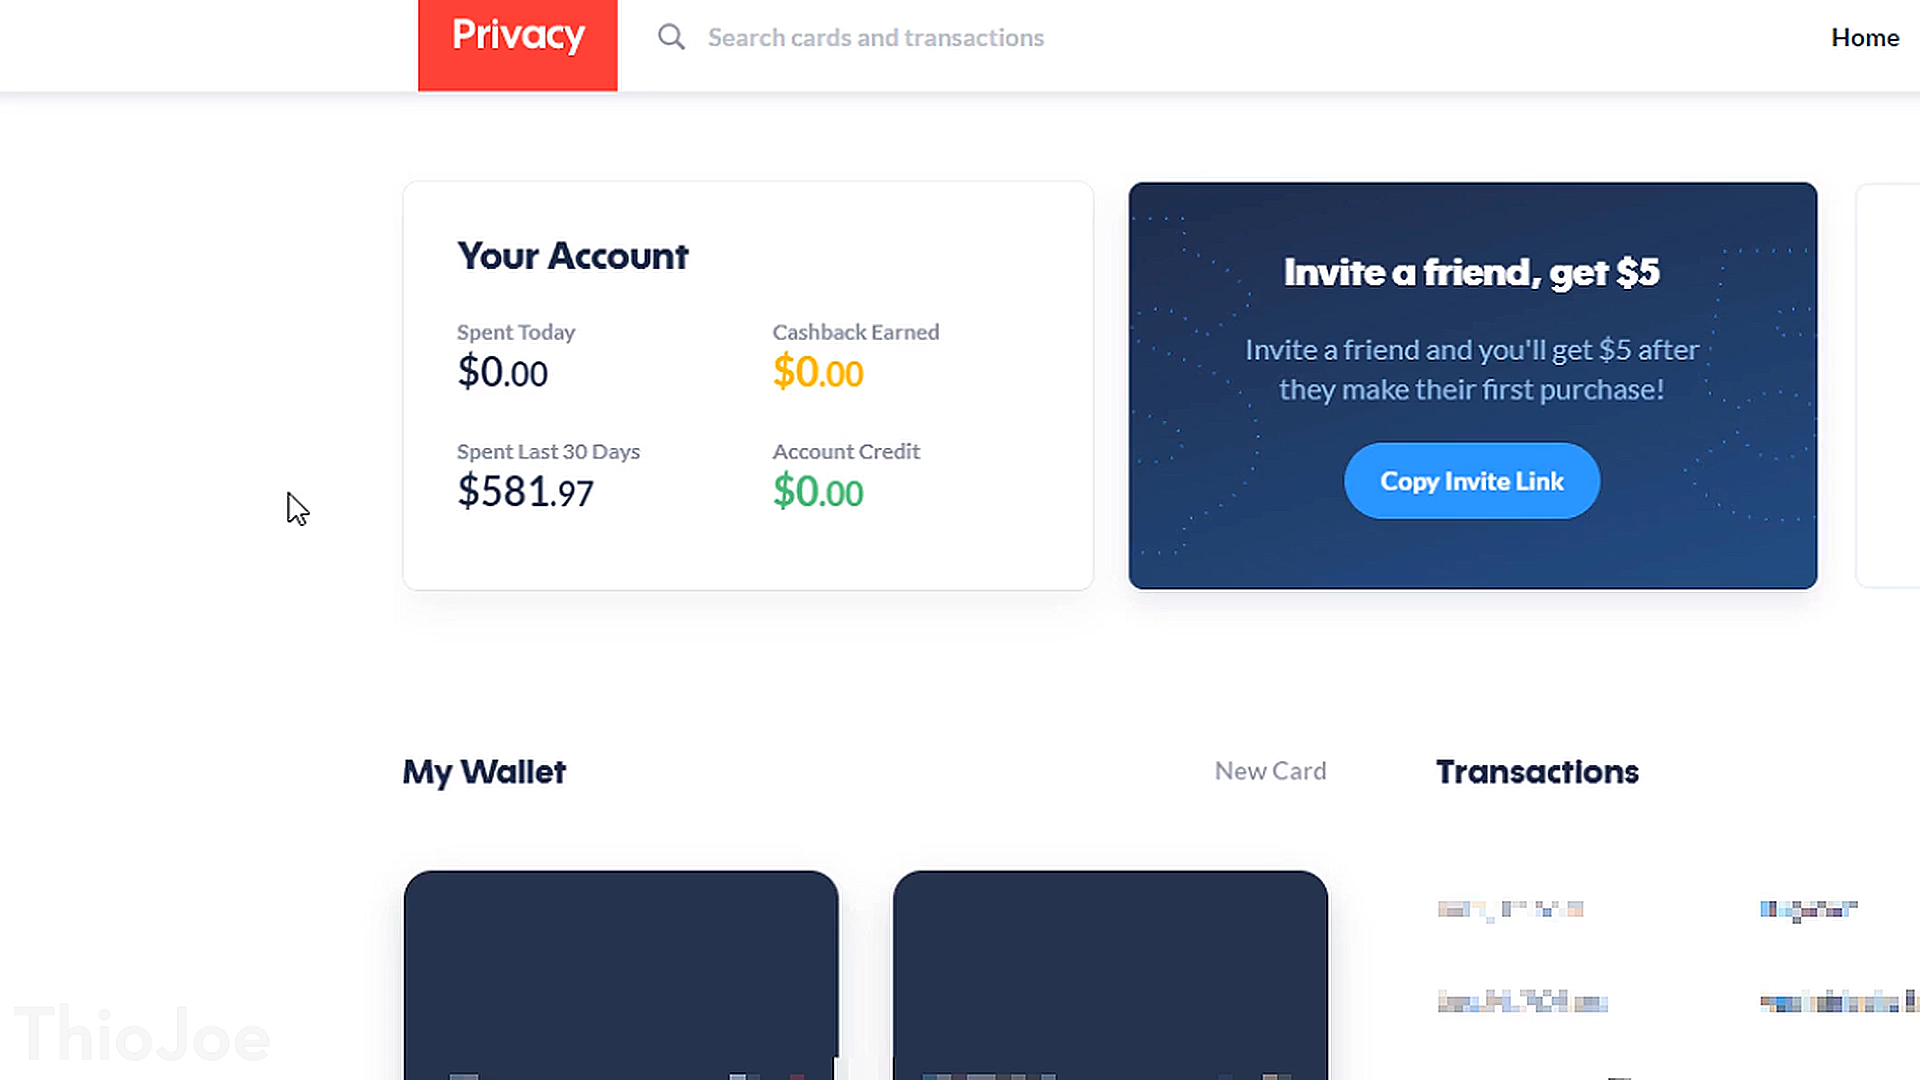 Privacy
Search cards and transactions
Home
Your Account
Spent Today
$0.00
Cashback Earned
$0.00
Spent Last 30 Days
$581.97
Account Credit
$0.00
Invite a friend, get $5
Invite a friend and you'll get $5 after
they make their first purchase!
Copy Invite Link
My Wallet
New Card
Transactions
ThioJoe